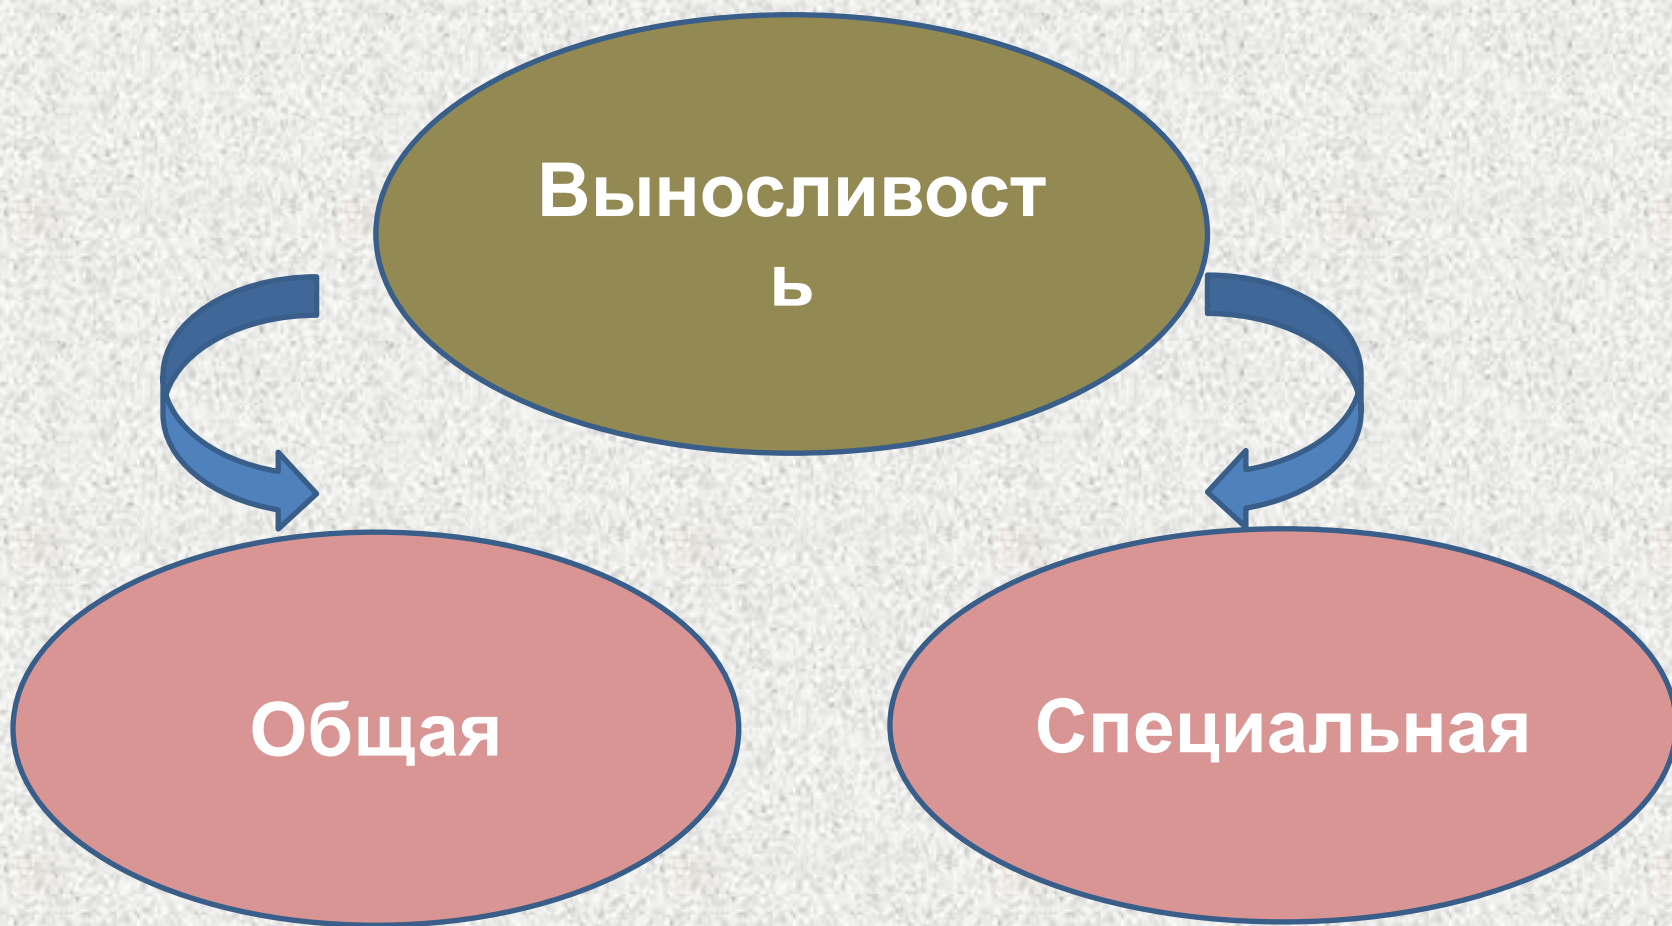 Выносливост
ь
Общая
Специальная